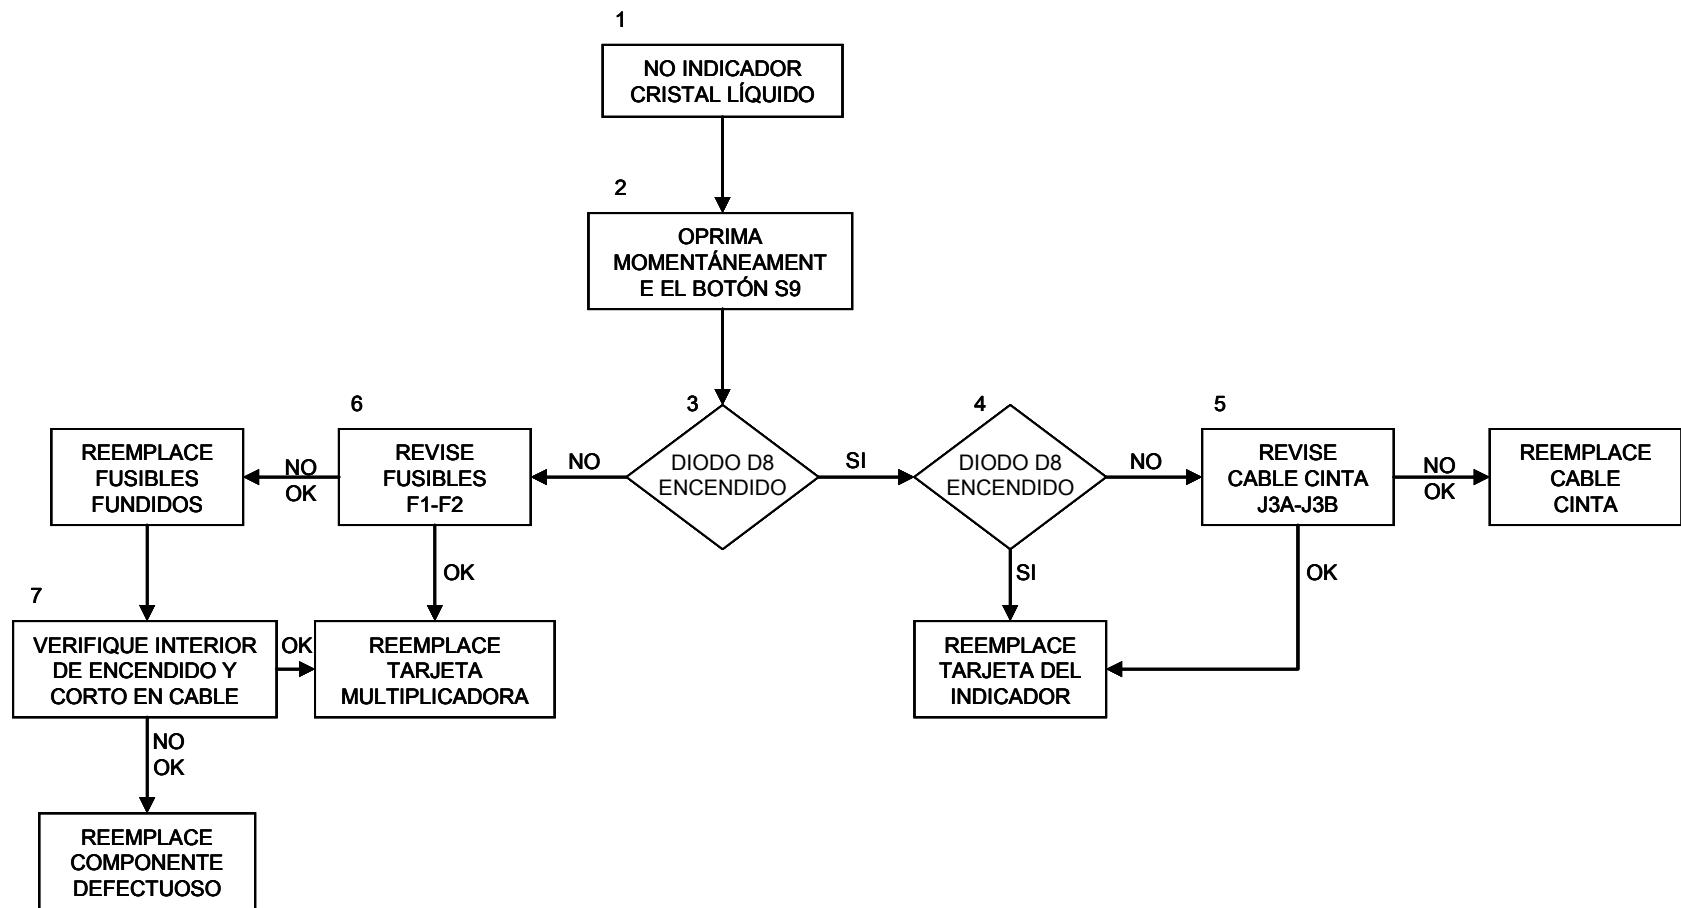 1
NO INDICADOR
CRISTAL LÍQUIDO
2
OPRIMA
MOMENTÁNEAMENT
E EL BOTÓN S9
3
DIODO D8
ENCENDIDO
NO
SI
4
DIODO D8
ENCENDIDO
NO
SI
5
REVISE
CABLE CINTA
J3A-J3B
NO
OK
OK
REEMPLACE
CABLE
CINTA
REEMPLACE
TARJETA DEL
INDICADOR
6
REVISE
FUSIBLES
F1-F2
NO
OK
OK
REEMPLACE
FUSIBLES
FUNDIDOS
7
VERIFIQUE INTERIOR
DE ENCENDIDO Y
CORTO EN CABLE
OK
REEMPLACE
TARJETA
MULTIPLICADORA
NO
OK
REEMPLACE
COMPONENTE
DEFECTUOSO